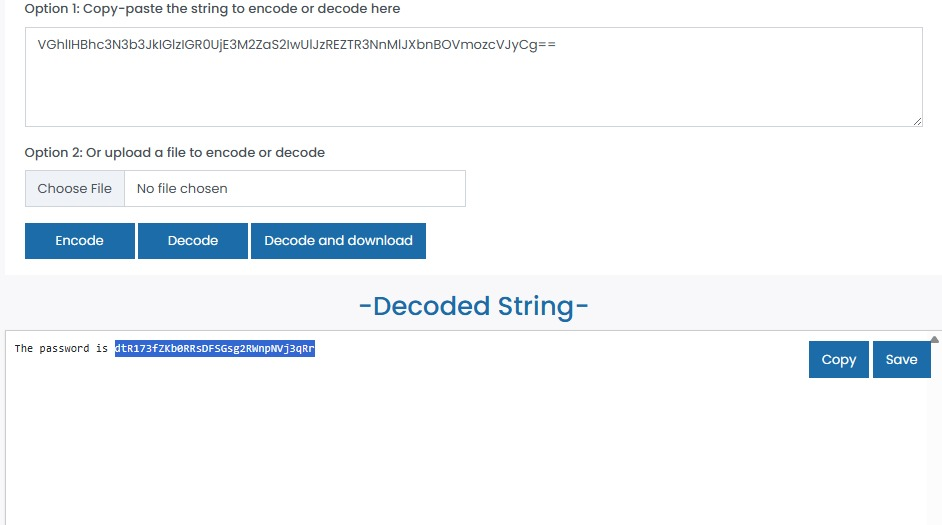 Option 1: Copy-paste the string to encode or decode here
VGhlIHBhc3N3b3JkIGlzIGR0UjE3M2ZaS2IwUlJzREZTR3NnMlJXbnBOVmozcVJyCg==
Option 2: Or upload a file to encode or decode
Choose File No file chosen
Encode Decode Decode and download
-Decoded String-
The password is dtR173fZKb0RRsDFSGsg2RWnpNVj3qRr
Copy Save